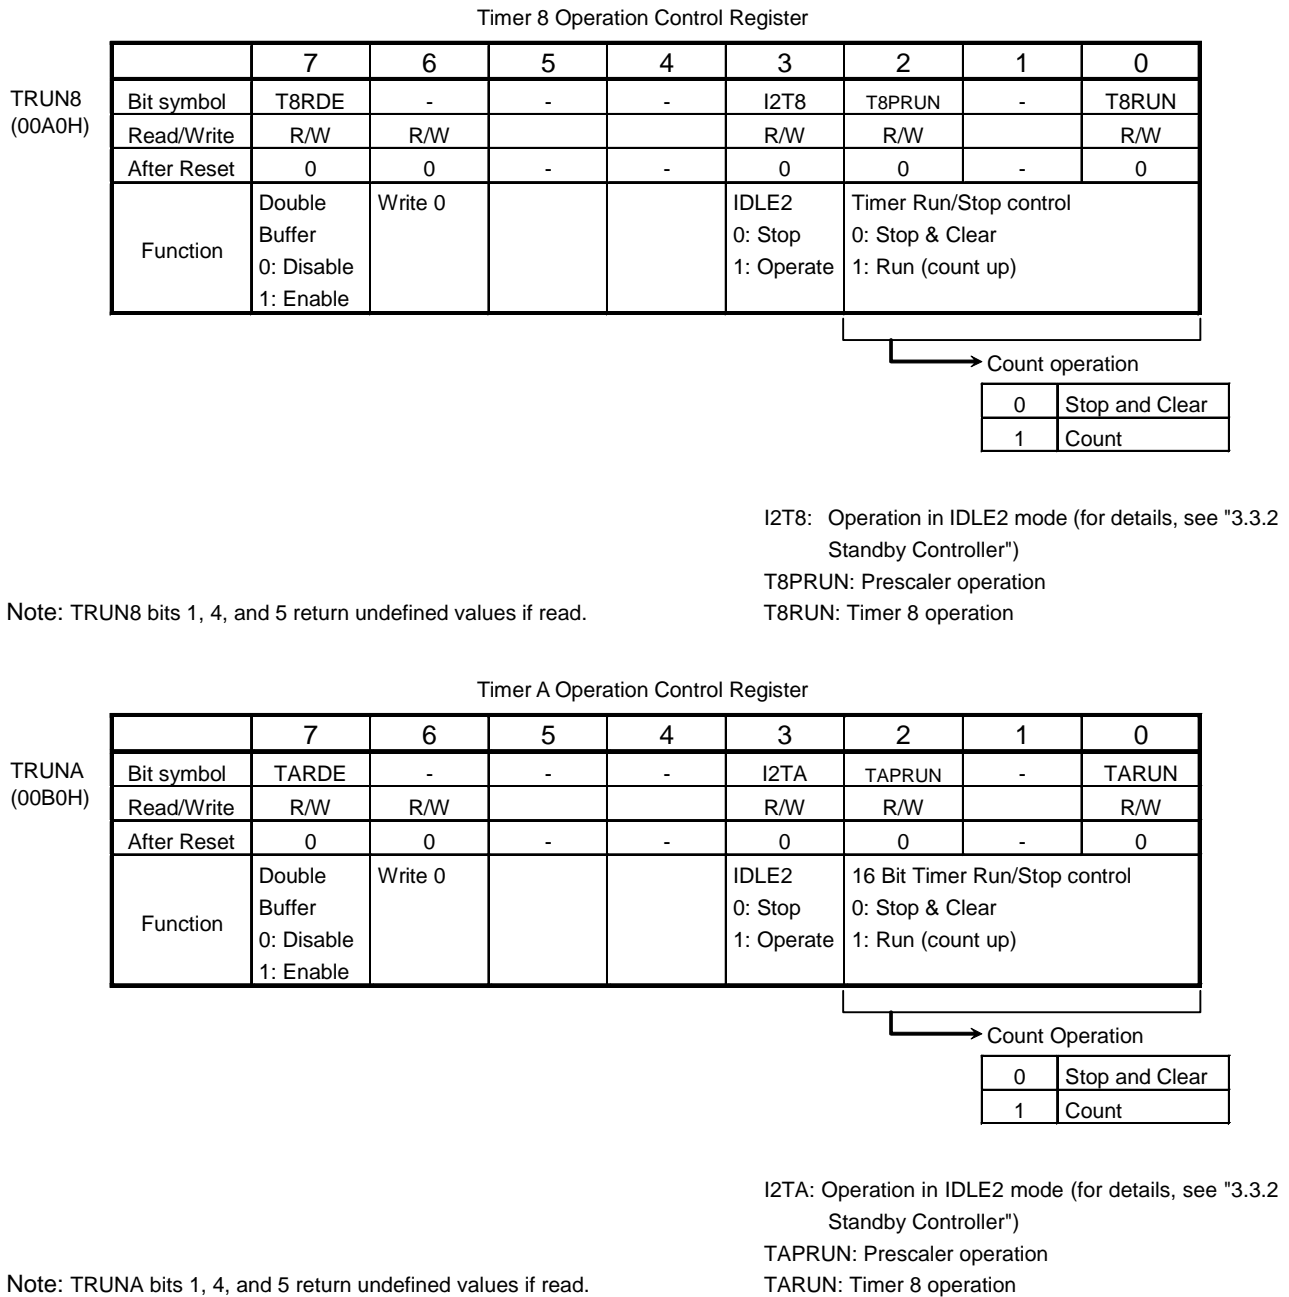 Timer 8 Operation Control Register
7 6 5 4 3 2 1 0
TRUN8
(00A0H)
Bit symbol T8RDE - - - I2T8 T8PRUN - T8RUN
Read/Write R/W R/W R/W R/W R/W
After Reset 0 0 - - 0 0 - 0
Function
Double
Buffer
0: Disable
1: Enable
Write 0
IDLE2
0: Stop
1: Operate
Timer Run/Stop control
0: Stop & Clear
1: Run (count up)
Count operation
0 Stop and Clear
1 Count
I2T8: Operation in IDLE2 mode (for details, see "3.3.2
Standby Controller")
T8PRUN: Prescaler operation
T8RUN: Timer 8 operation
Note: TRUN8 bits 1, 4, and 5 return undefined values if read.
Timer A Operation Control Register
7 6 5 4 3 2 1 0
TRUNA
(00B0H)
Bit symbol TARDE - - - I2TA TAPRUN - TARUN
Read/Write R/W R/W R/W R/W R/W
After Reset 0 0 - - 0 0 - 0
Function
Double
Buffer
0: Disable
1: Enable
Write 0
IDLE2
0: Stop
1: Operate
16 Bit Timer Run/Stop control
0: Stop & Clear
1: Run (count up)
Count Operation
0 Stop and Clear
1 Count
I2TA: Operation in IDLE2 mode (for details, see "3.3.2
Standby Controller")
TAPRUN: Prescaler operation
TARUN: Timer 8 operation
Note: TRUNA bits 1, 4, and 5 return undefined values if read.